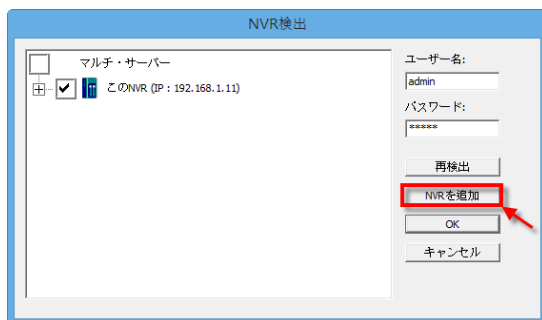 NVR検出
マルチ・サーバー
このNVR (IP : 192.168.1.11)
ユーザー名:
admin
パスワード:
*****
再検出
NVRを追加
OK
キャンセル